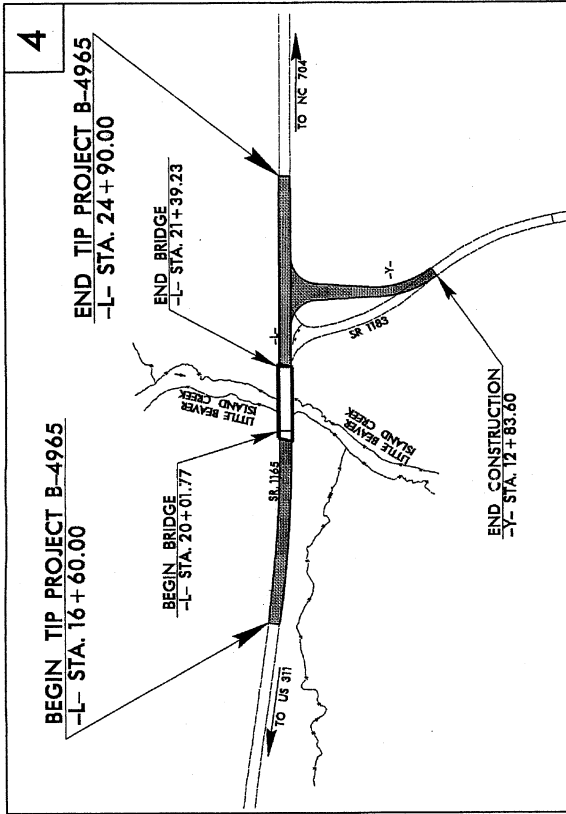 4
BEGIN TIP PROJECT B-4965
-L- STA. 16+60.00
END TIP PROJECT B-4965
-L- STA. 24+90.00
BEGIN BRIDGE
-L- STA. 20+01.77
END BRIDGE
-L- STA. 21+39.23
LITTLE BEAVER
ISLAND CREEK
SR 1165
-L-
TO US 311
TO NC 704
LITTLE BEAVER
ISLAND CREEK
SR 1183
-Y-
END CONSTRUCTION
-Y- STA. 12+83.60